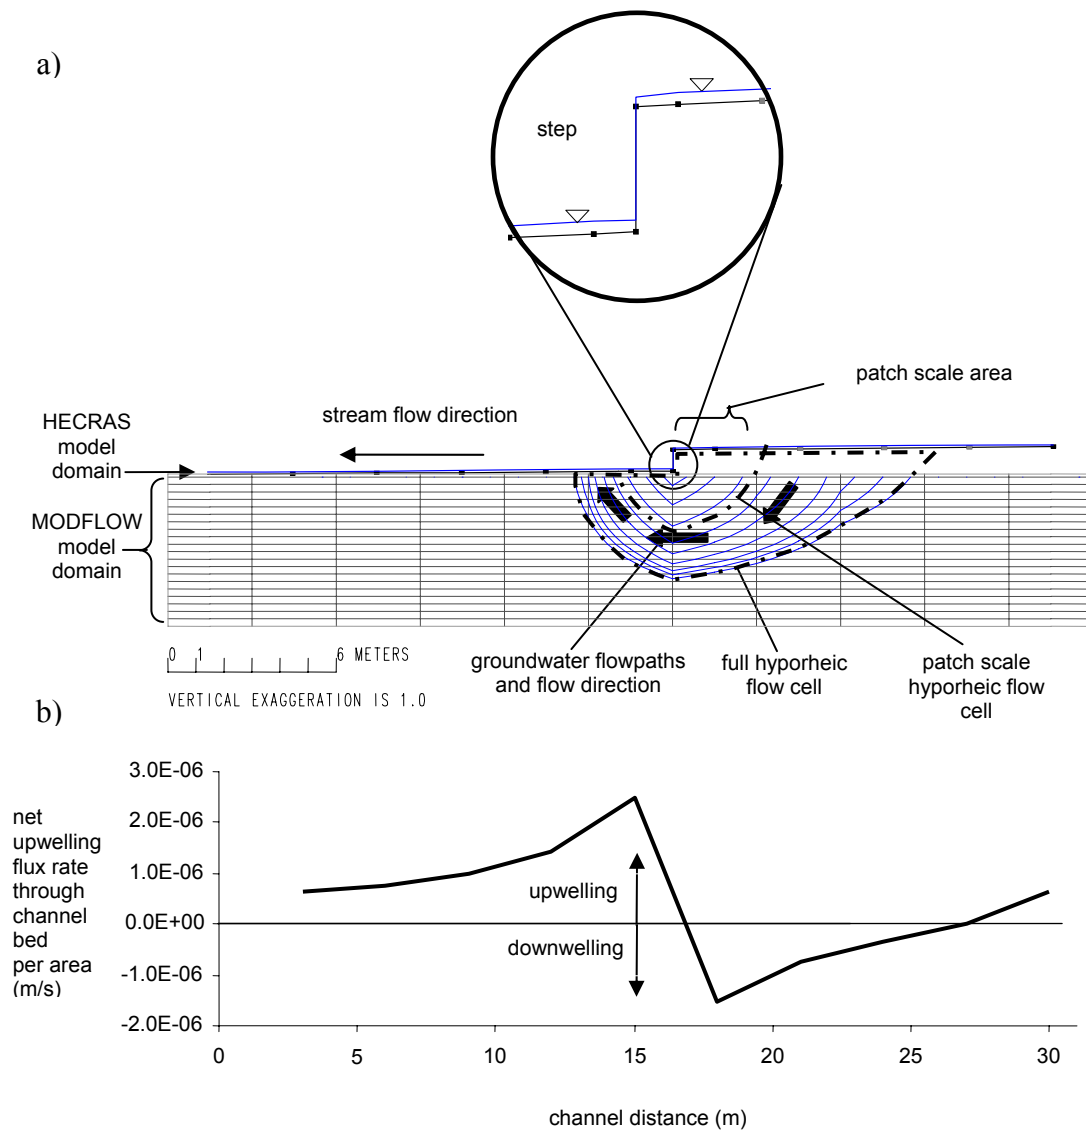 a)
step
patch scale area
stream flow direction
HECRAS
model
domain
MODFLOW
model
domain
0 1 6 METERS
VERTICAL EXAGGERATION IS 1.0
groundwater flowpaths
and flow direction
full hyporheic
flow cell
patch scale
hyporheic flow
cell
b)
net
upwelling
flux rate
through
channel
bed
per area
(m/s)
3.0E-06
2.0E-06
1.0E-06
0.0E+00
-1.0E-06
-2.0E-06
upwelling
downwelling
0 5 10 15 20 25 30
channel distance (m)